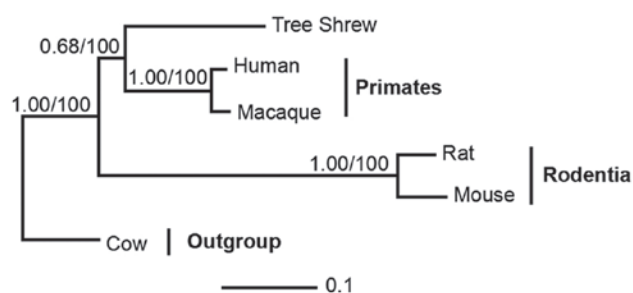 Tree Shrew
0.68/100
1.00/100
Human
Primates
Macaque
1.00/100
1.00/100
Rat
Rodentia
Mouse
Cow
Outgroup
0.1